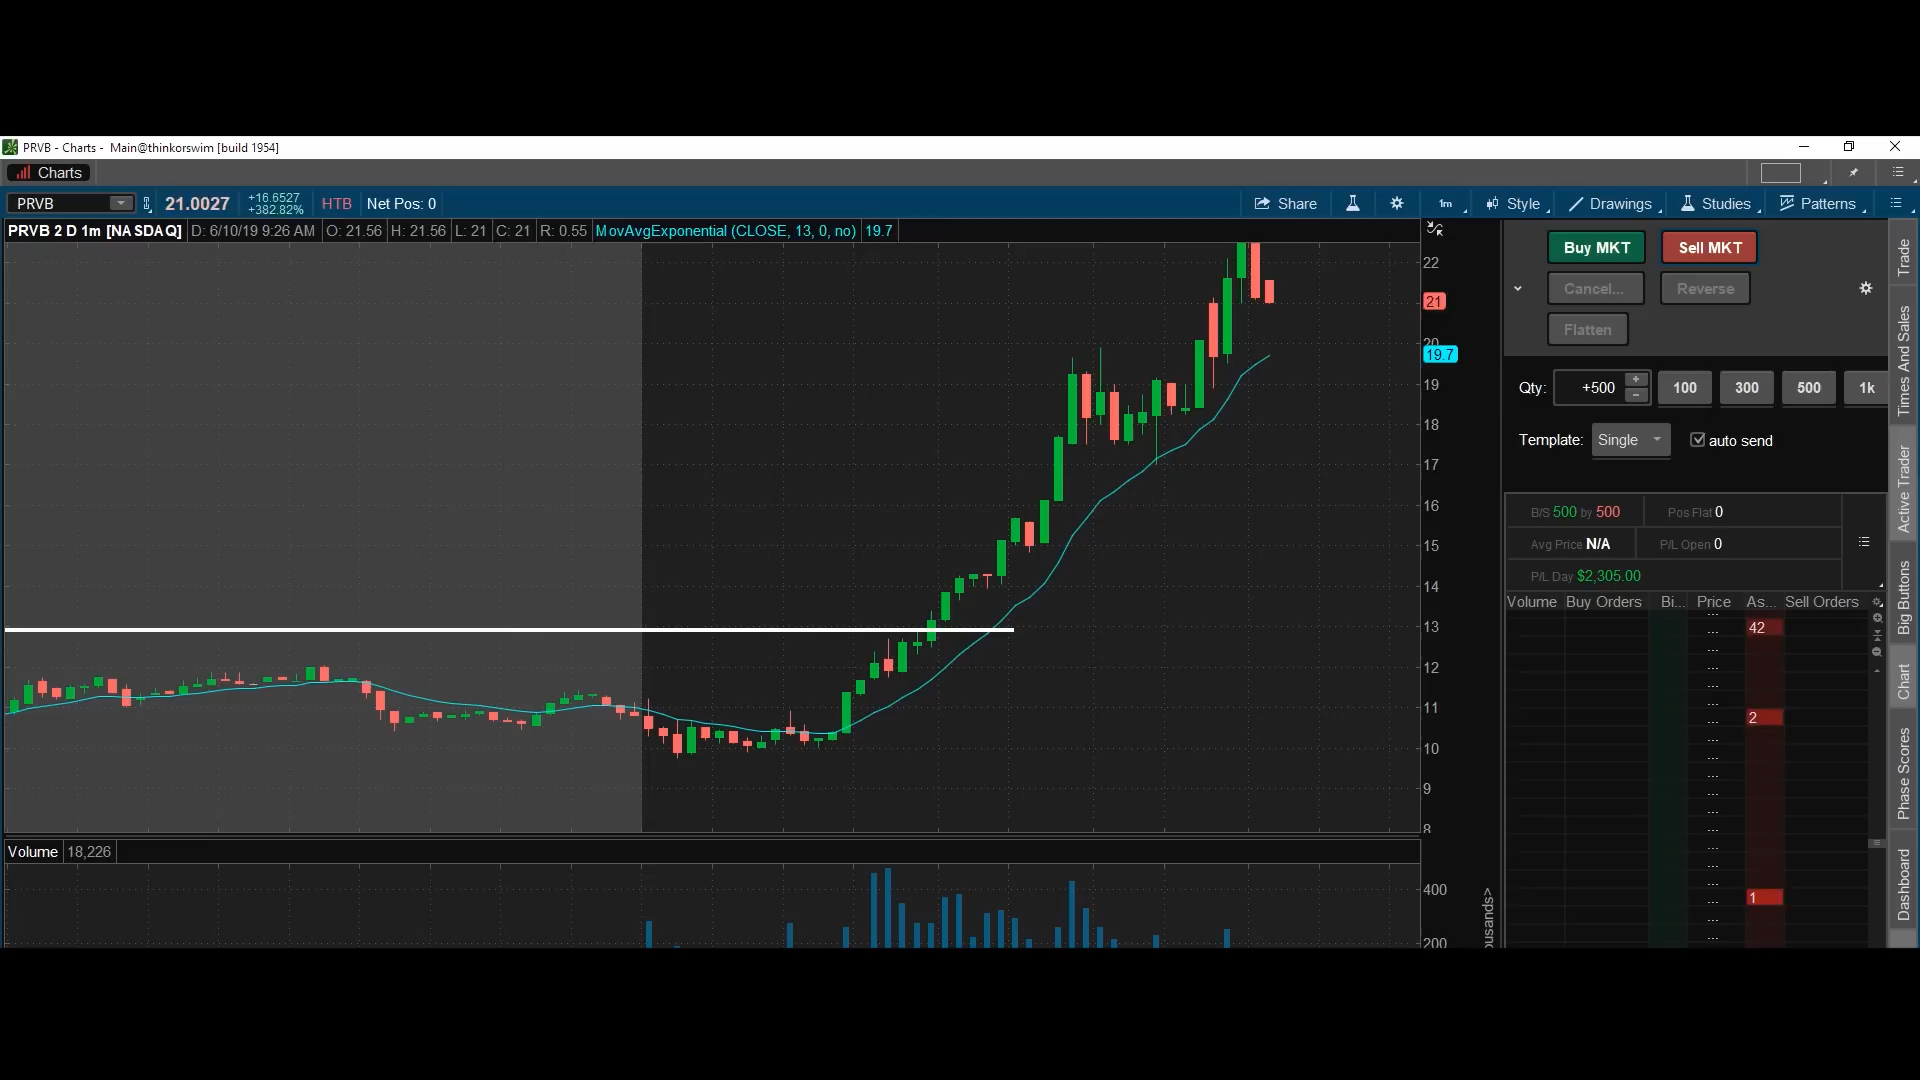 PRVB - Charts - Main@thinkorswim [build 1954]
Charts
PRVB 21.0027 +16.6527 +382.82% HTB Net Pos: 0 Share 1m Style Drawings Studies Patterns
PRVB 2 D 1m [NASDAQ] D: 6/10/19 9:26 AM O: 21.56 H: 21.56 L: 21 C: 21 R: 0.55 MovAvgExponential (CLOSE, 13, 0, no) 19.7
22
21
20
19.7
19
18
17
16
15
14
13
12
11
10
9
8
Volume 18,226
400
200
ousands>
Buy MKT Sell MKT
Cancel... Reverse
Flatten
Qty: +500 100 300 500 1k
Template: Single auto send
B/S 500 by 500 Pos Flat 0
Avg Price N/A P/L Open 0
P/L Day $2,305.00
Volume Buy Orders Bi... Price As... Sell Orders
42
2
1
Trade
Times And Sales
Active Trader
Big Buttons
Chart
Phase Scores
Dashboard